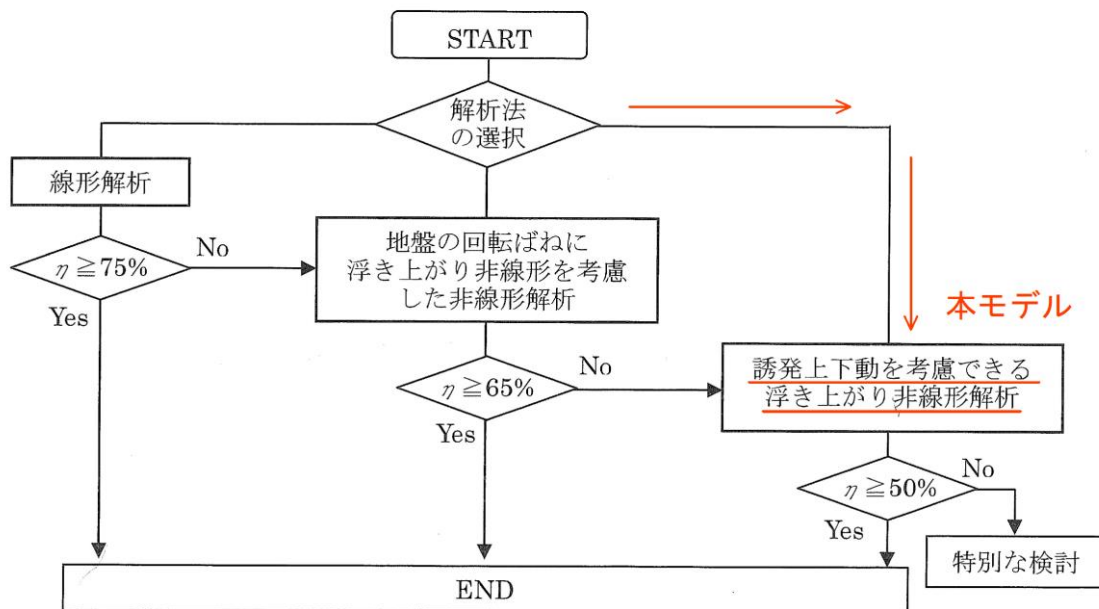 START
解析法
の選択
線形解析
η≧75%
No
Yes
地盤の回転ばねに
浮き上がり非線形を考慮
した非線形解析
η≧65%
No
Yes
本モデル
誘発上下動を考慮できる
浮き上がり非線形解析
η≧50%
No
Yes
特別な検討
END